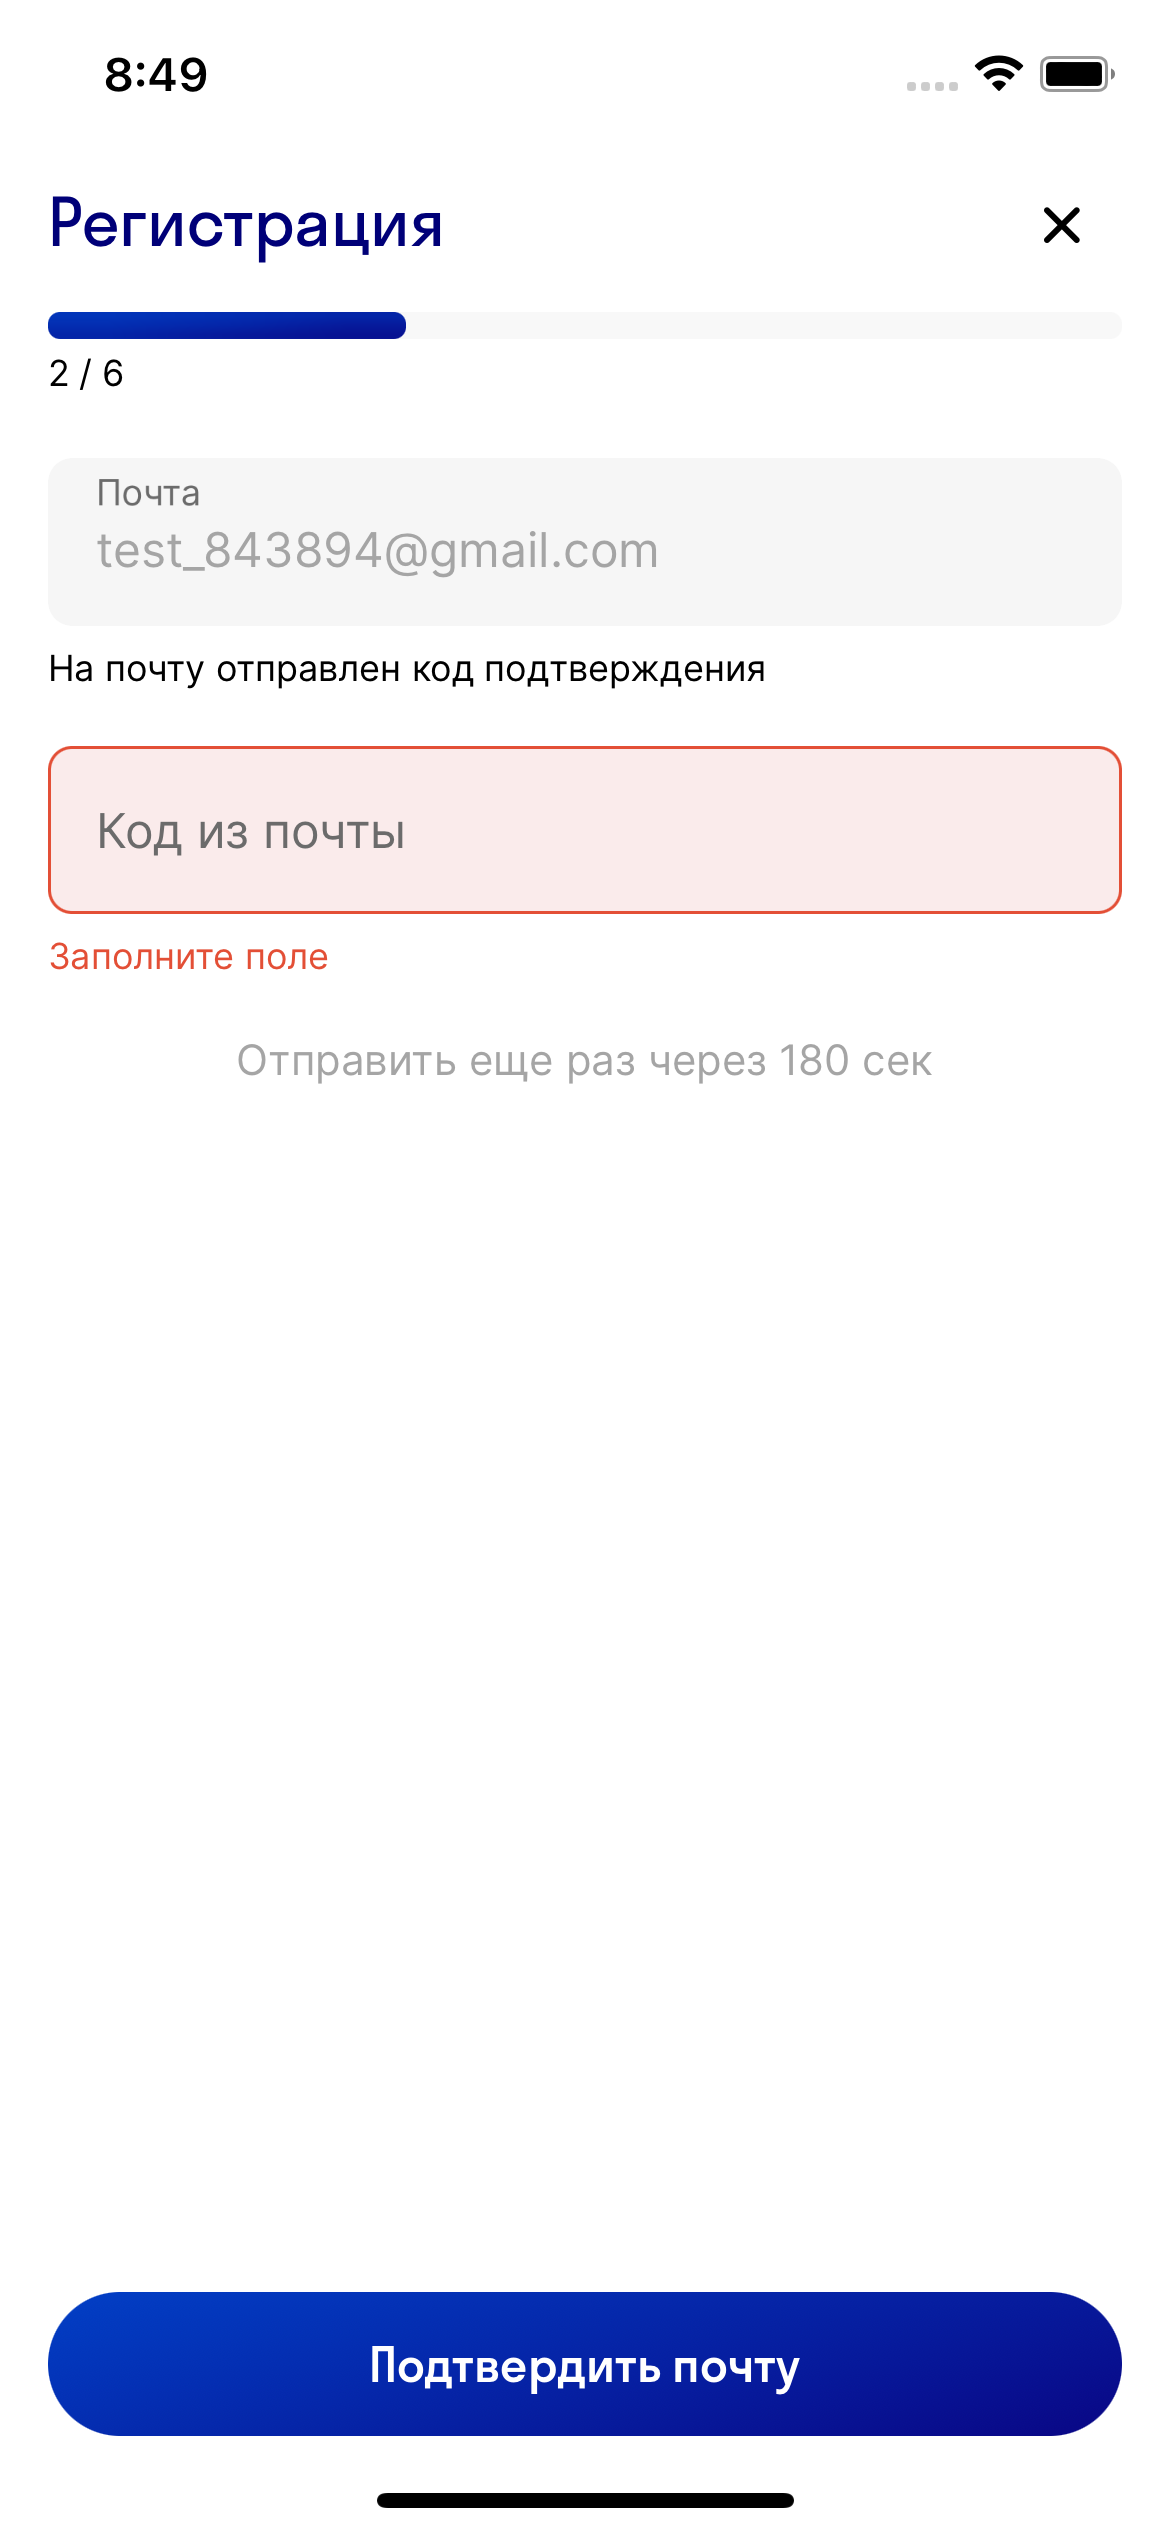 8:49
Регистрация
2 / 6
Почта
test_843894@gmail.com
На почту отправлен код подтверждения
Код из почты
Заполните поле
Отправить еще раз через 180 сек
Подтвердить почту